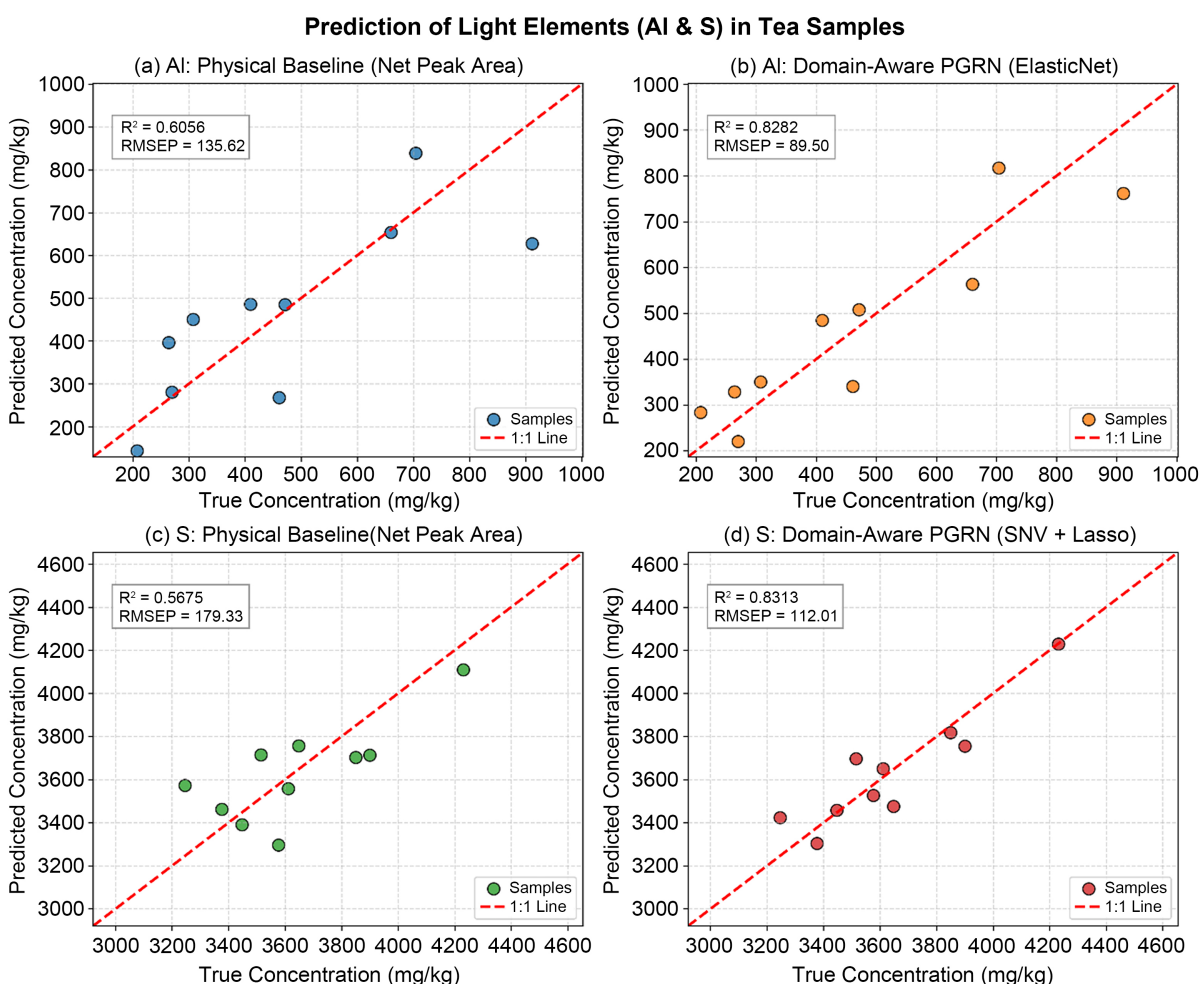 Prediction of Light Elements (Al & S) in Tea Samples
(a) Al: Physical Baseline (Net Peak Area)
1000
900
800
700
600
500
400
300
200
Predicted Concentration (mg/kg)
R² = 0.6056
RMSEP = 135.62
Samples
1:1 Line
200 300 400 500 600 700 800 900 1000
True Concentration (mg/kg)
(b) Al: Domain-Aware PGRN (ElasticNet)
1000
900
800
700
600
500
400
300
200
Predicted Concentration (mg/kg)
R² = 0.8282
RMSEP = 89.50
Samples
1:1 Line
200 300 400 500 600 700 800 900 1000
True Concentration (mg/kg)
(c) S: Physical Baseline(Net Peak Area)
4600
4400
4200
4000
3800
3600
3400
3200
3000
Predicted Concentration (mg/kg)
R² = 0.5675
RMSEP = 179.33
Samples
1:1 Line
3000 3200 3400 3600 3800 4000 4200 4400 4600
True Concentration (mg/kg)
(d) S: Domain-Aware PGRN (SNV + Lasso)
4600
4400
4200
4000
3800
3600
3400
3200
3000
Predicted Concentration (mg/kg)
R² = 0.8313
RMSEP = 112.01
Samples
1:1 Line
3000 3200 3400 3600 3800 4000 4200 4400 4600
True Concentration (mg/kg)